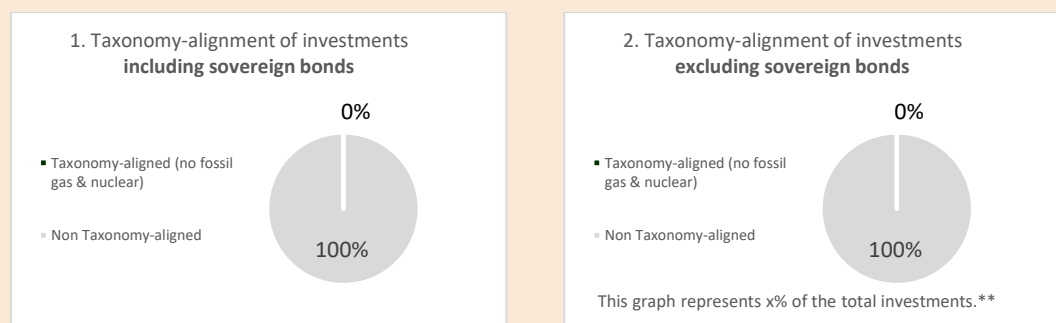 1. Taxonomy-alignment of investments
including sovereign bonds
0%
Taxonomy-aligned (no fossil
gas & nuclear)
Non Taxonomy-aligned
100%
2. Taxonomy-alignment of investments
excluding sovereign bonds
0%
Taxonomy-aligned (no fossil
gas & nuclear)
Non Taxonomy-aligned
100%
This graph represents x% of the total investments.**